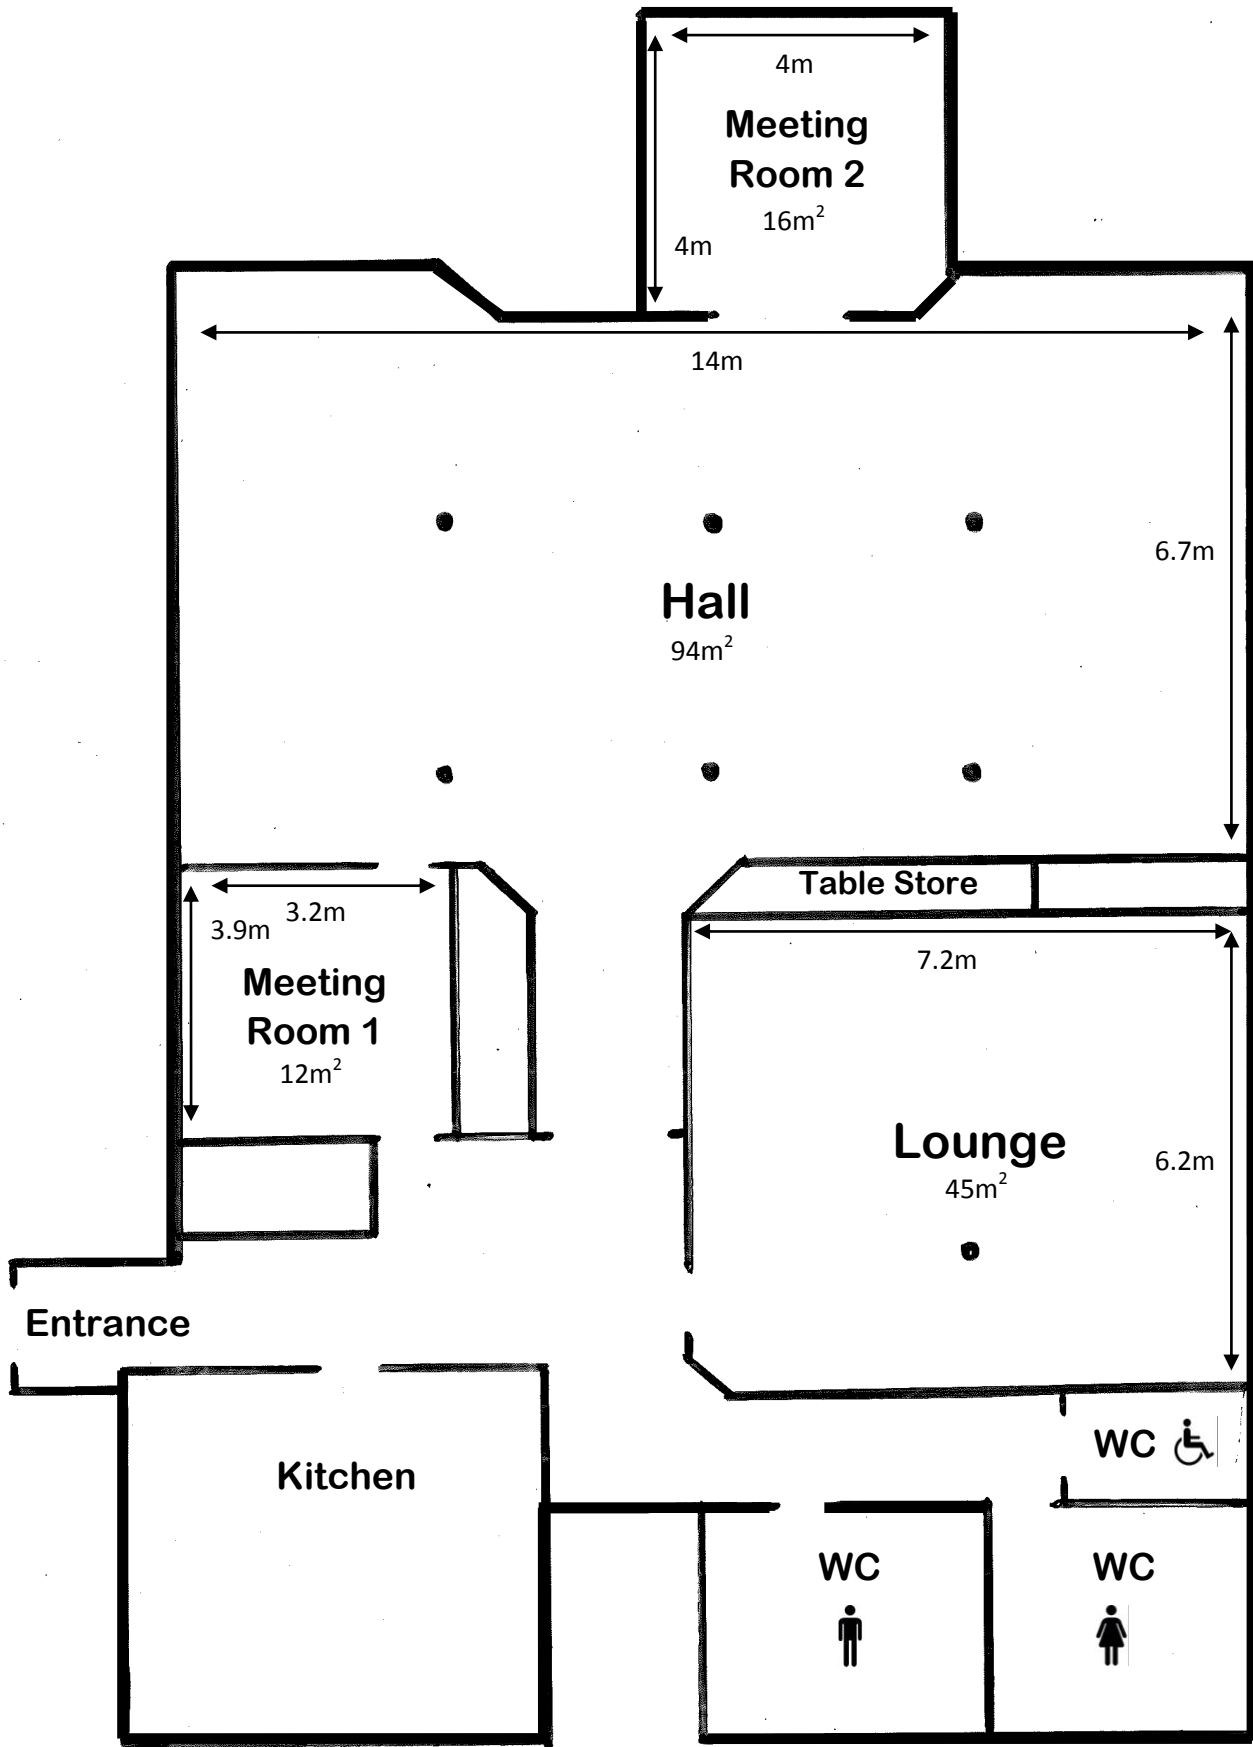 4m
Meeting
Room 2
16m²
4m
14m
6.7m
Hall
94m²
Table Store
3.2m
3.9m
7.2m
Meeting
Room 1
12m²
Lounge
6.2m
45m²
Entrance
WC
Kitchen
WC
WC